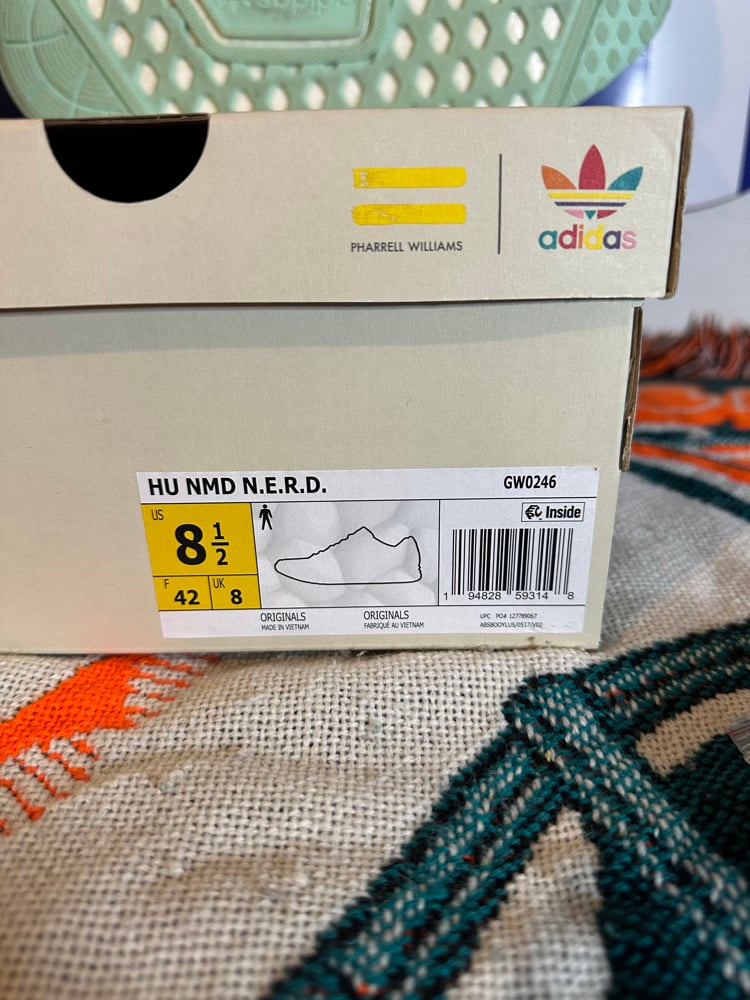 adidas
PHARRELL WILLIAMS
adidas
HU NMD N.E.R.D.
GW0246
US
8 1/2
F
42
UK
8
Inside
1 94828 59314 8
ORIGINALS
MADE IN VIETNAM
ORIGINALS
FABRIQUÉ AU VIETNAM
UPC PO# 127789067